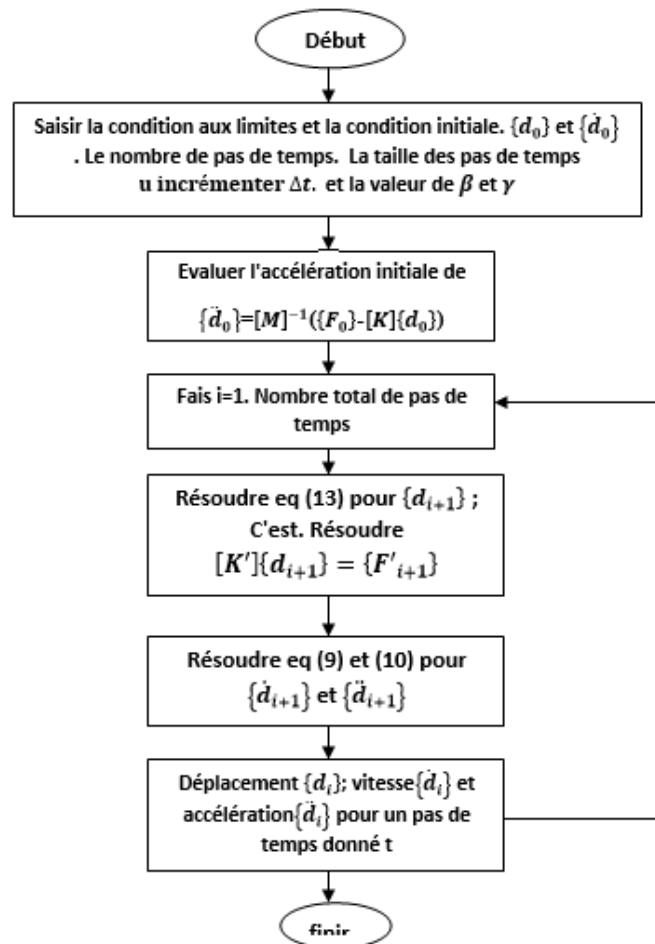 Début
Saisir la condition aux limites et la condition initiale. {d₀} et {ḋ₀}
. Le nombre de pas de temps. La taille des pas de temps
u incrémenter Δt. et la valeur de β et γ
Evaluer l'accélération initiale de
{d̈₀}=[M]⁻¹({F₀}-[K]{d₀})
Fais i=1. Nombre total de pas de
temps
Résoudre eq (13) pour {dᵢ₊₁} ;
C'est. Résoudre
[K′]{dᵢ₊₁} = {F′ᵢ₊₁}
Résoudre eq (9) et (10) pour
{ḋᵢ₊₁} et {d̈ᵢ₊₁}
Déplacement {dᵢ}; vitesse{ḋᵢ} et
accélération{d̈ᵢ} pour un pas de
temps donné t
finir